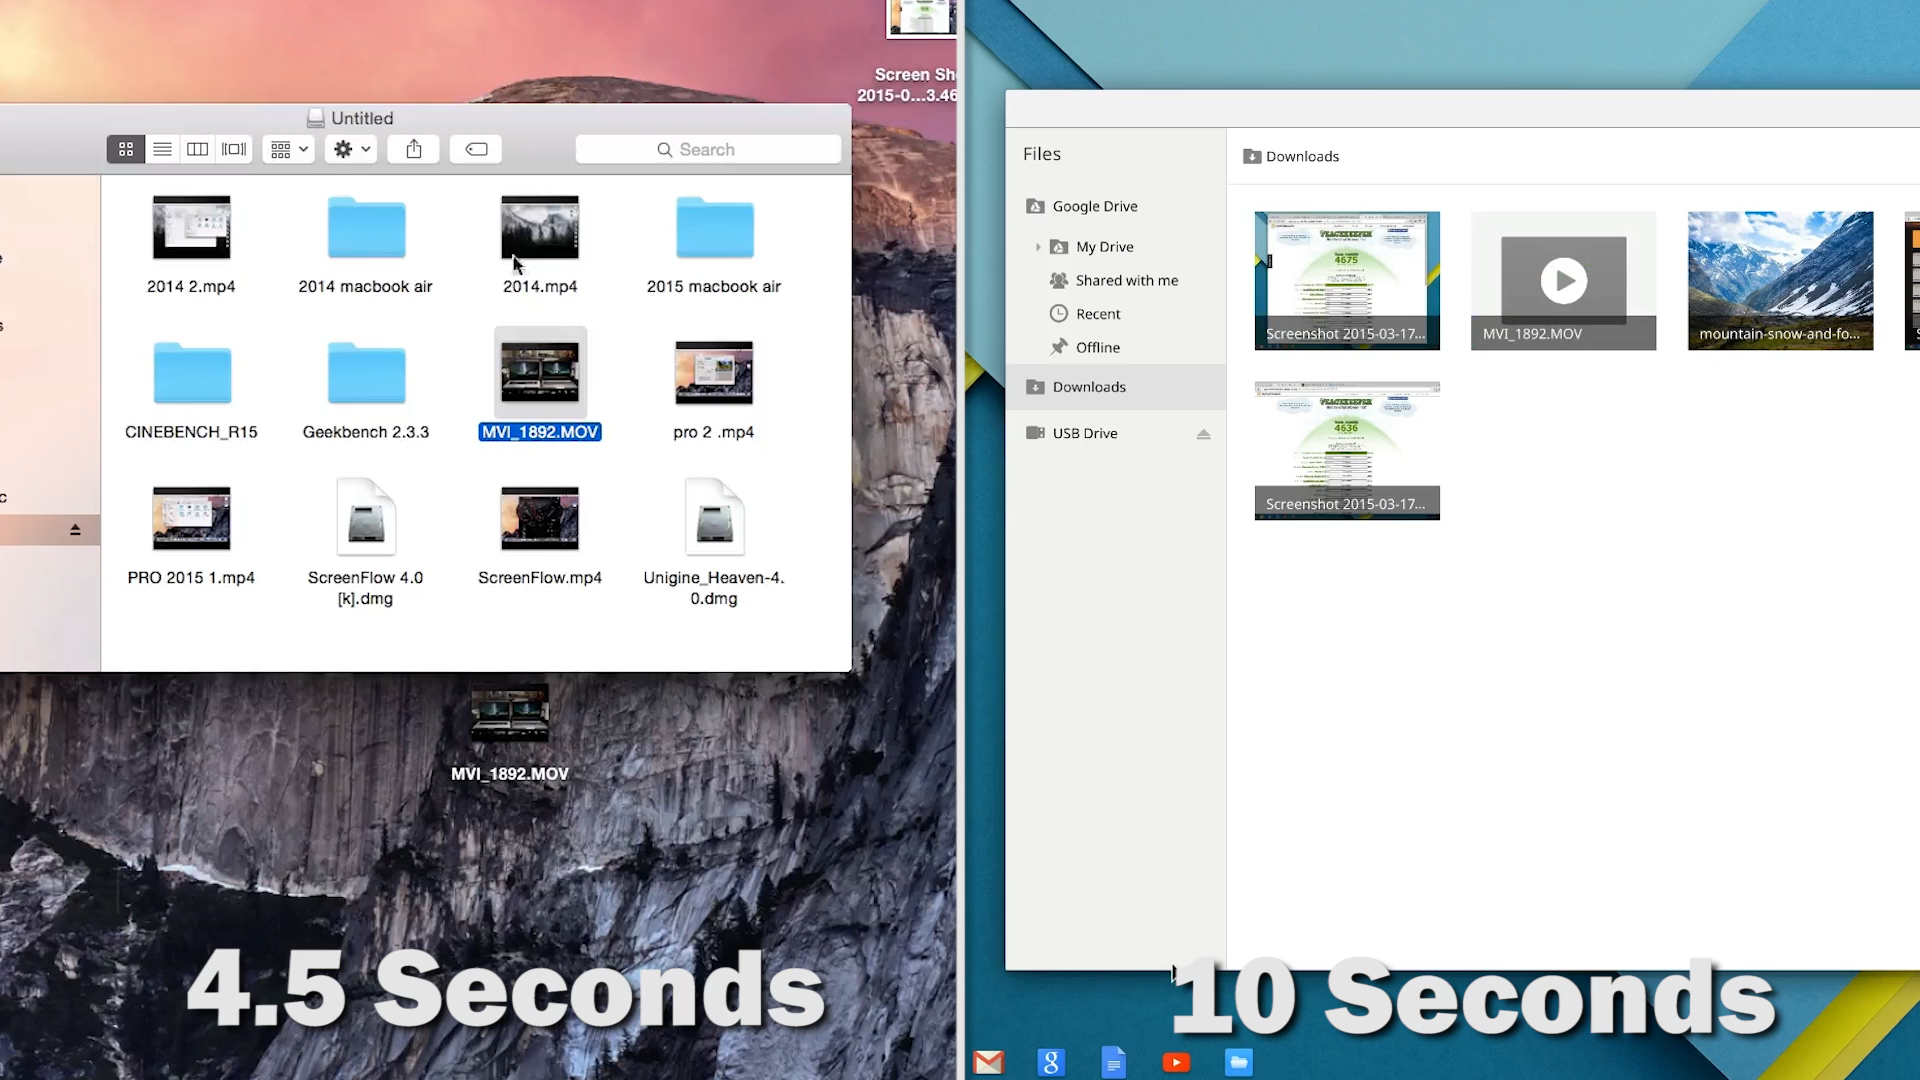 Screen Sh
2015-0...3.46
Untitled
Search
2014 2.mp4
2014 macbook air
2014.mp4
2015 macbook air
CINEBENCH_R15
Geekbench 2.3.3
MVI_1892.MOV
pro 2 .mp4
PRO 2015 1.mp4
ScreenFlow 4.0
[k].dmg
ScreenFlow.mp4
Unigine_Heaven-4.
0.dmg
MVI_1892.MOV
4.5 Seconds
Files
Google Drive
My Drive
Shared with me
Recent
Offline
Downloads
USB Drive
Downloads
4675
Screenshot 2015-03-17...
MVI_1892.MOV
mountain-snow-and-fo...
4636
Screenshot 2015-03-17...
10 Seconds